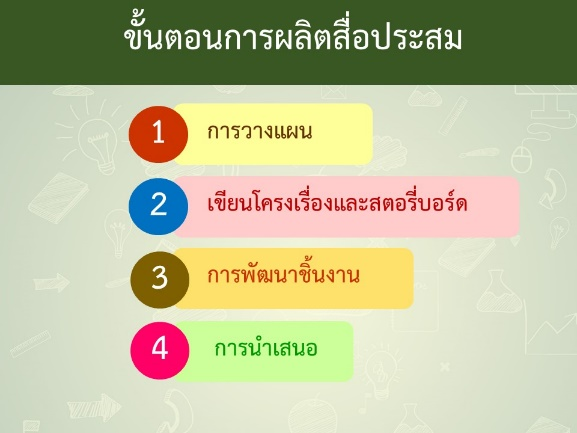 ขั้นตอนการผลิตสื่อประสม
1 การวางแผน
2 เขียนโครงเรื่องและสตอรี่บอร์ด
3 การพัฒนาชิ้นงาน
4 การนำเสนอ